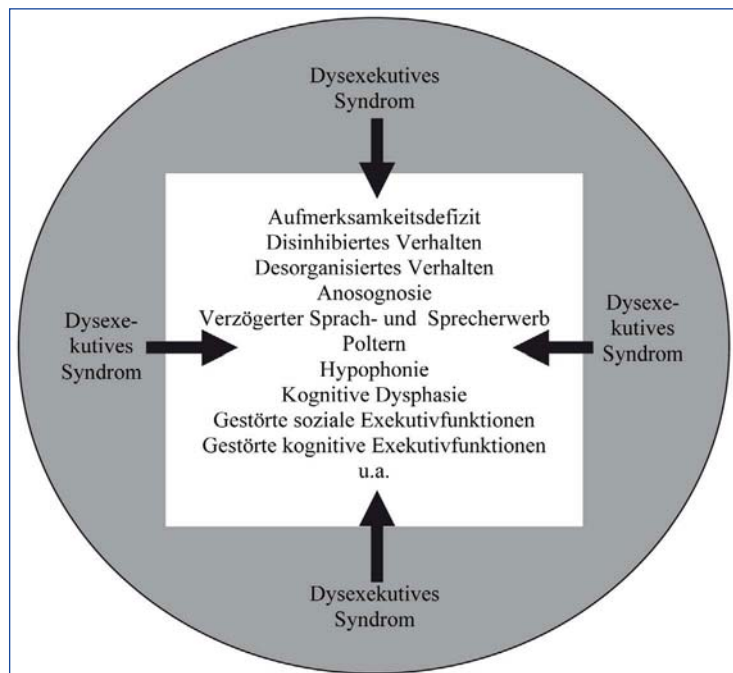 Dysexekutives
Syndrom
Aufmerksamkeitsdefizit
Disinhibiertes Verhalten
Desorganisiertes Verhalten
Anosognosie
Verzögerter Sprach- und Sprecherwerb
Poltern
Hypophonie
Kognitive Dysphasie
Gestörte soziale Exekutivfunktionen
Gestörte kognitive Exekutivfunktionen
u.a.
Dysexe-
kutives
Syndrom
Dysexe-
kutives
Syndrom
Dysexekutives
Syndrom